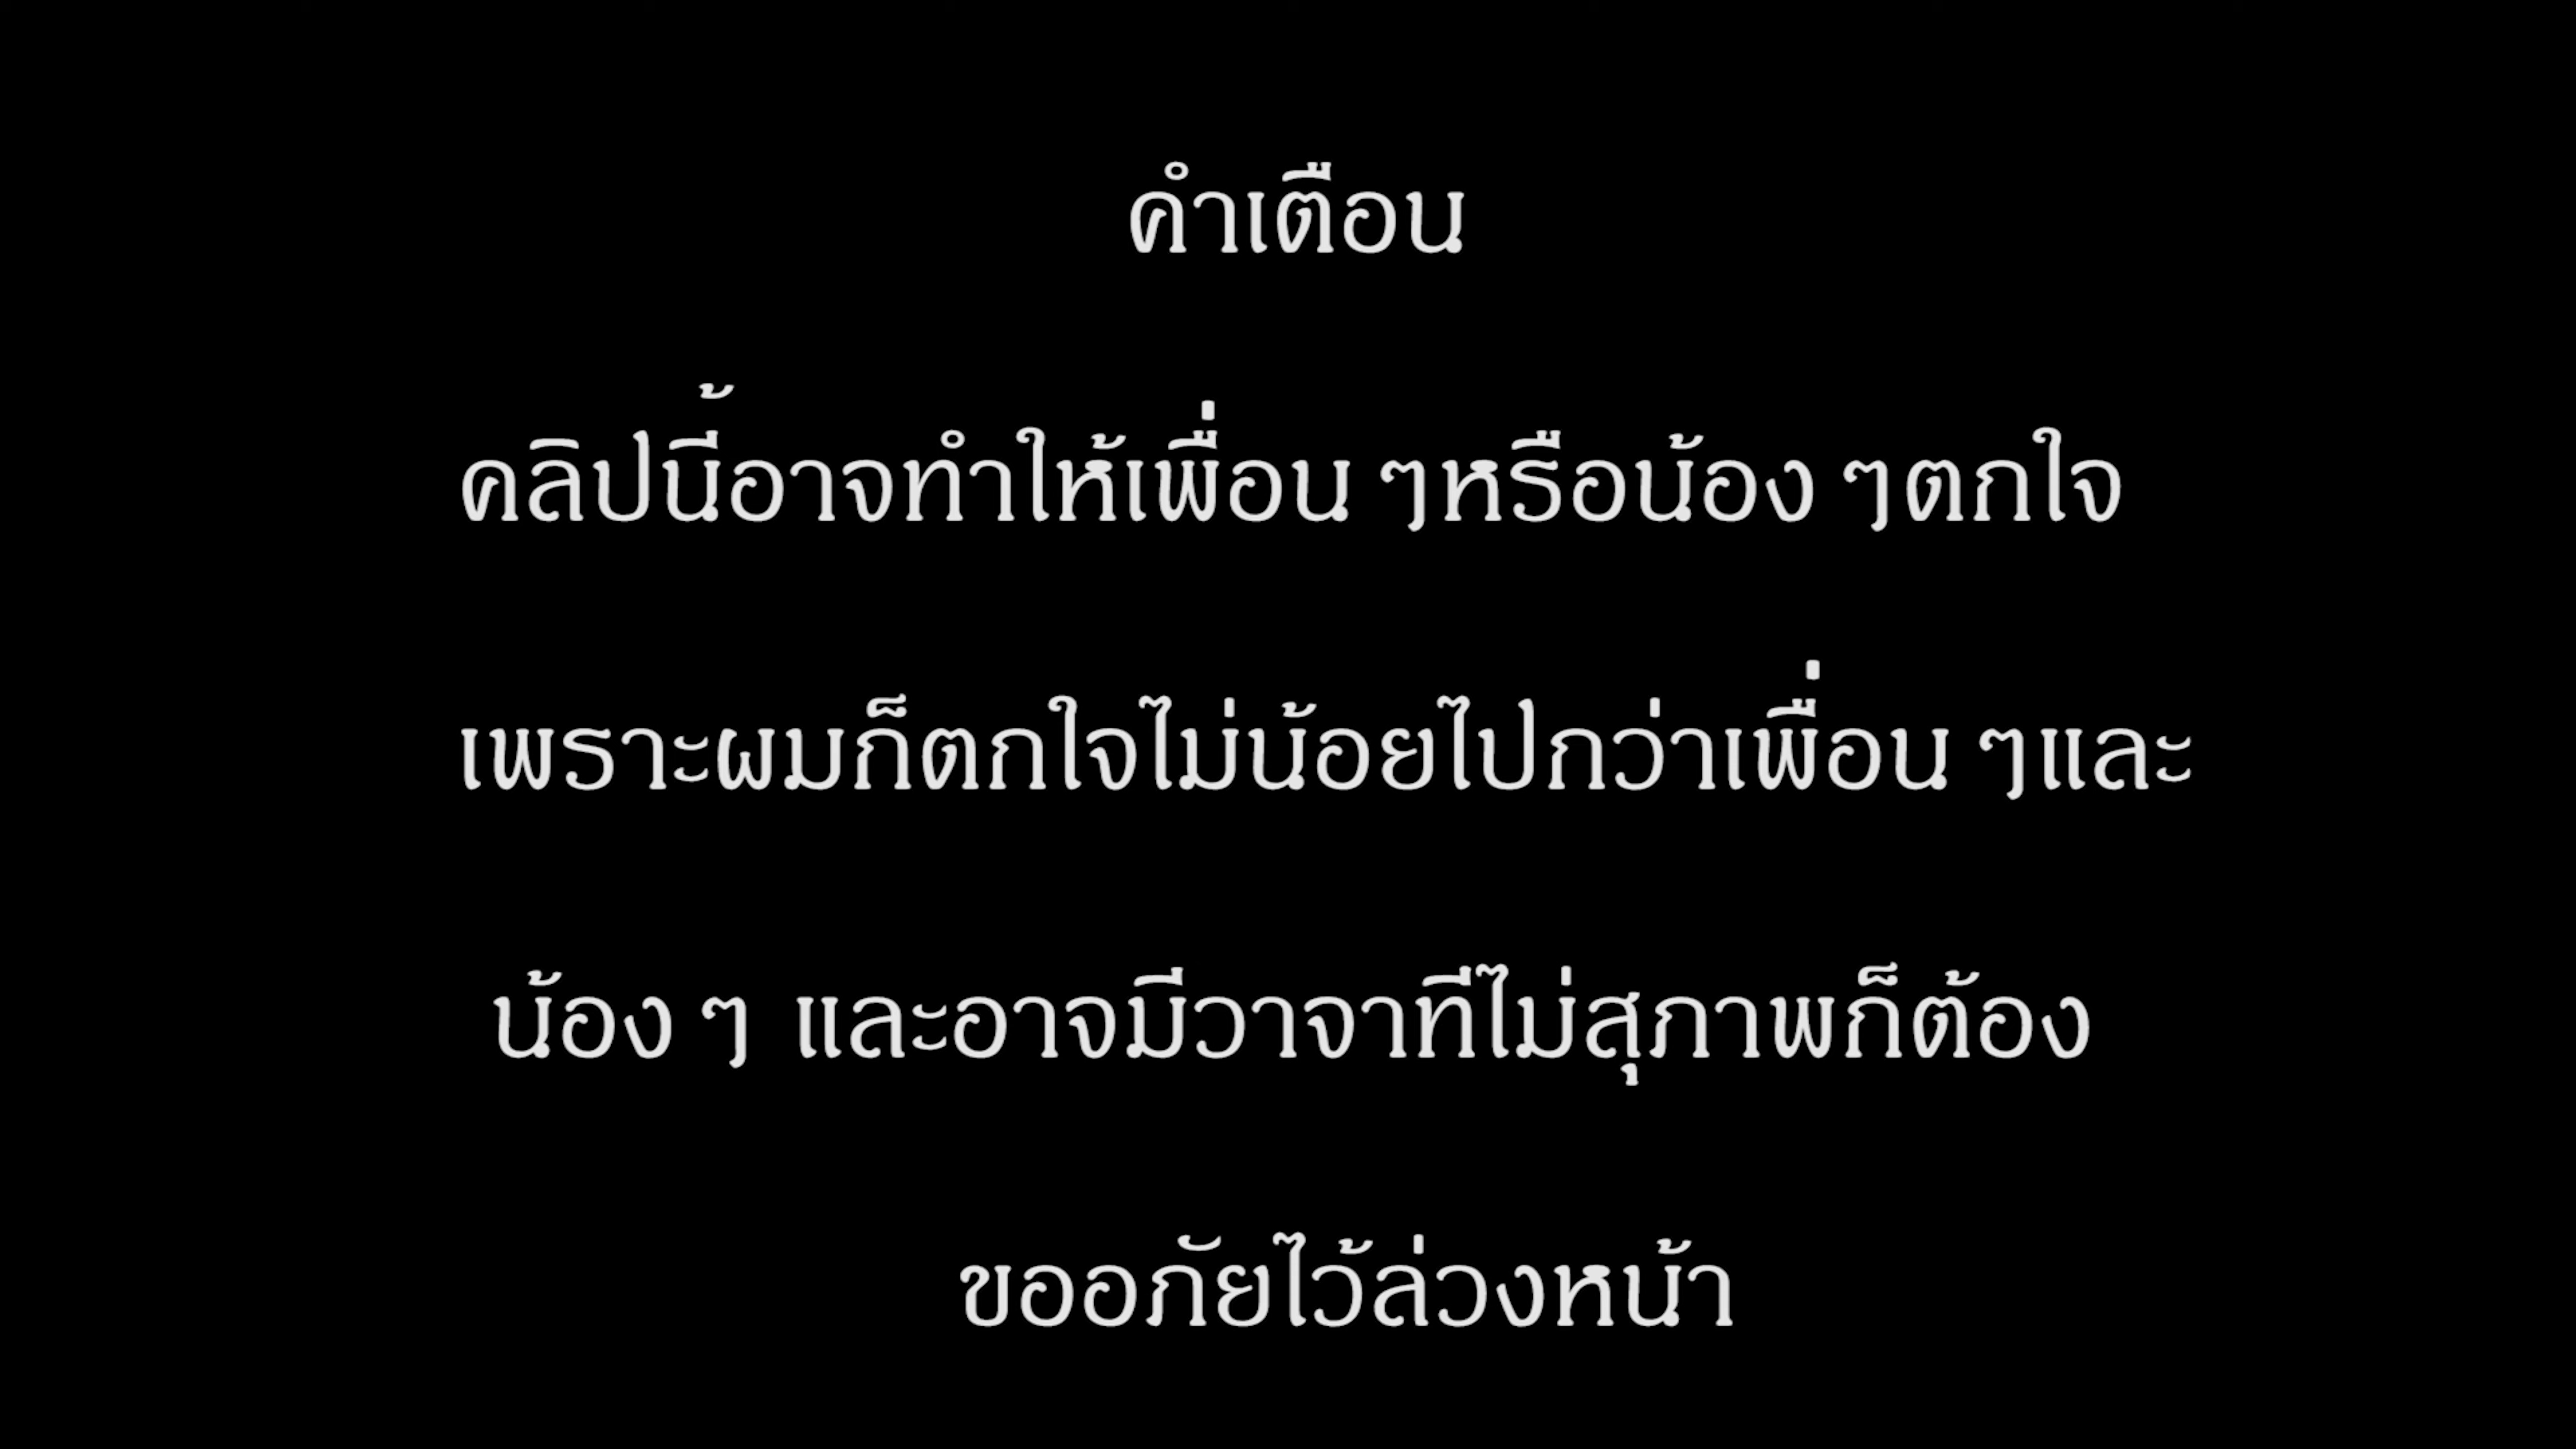 คำเตือน
คลิปนี้อาจทำให้เพื่อน ๆหรือน้อง ๆตกใจ
เพราะผมก็ตกใจไม่น้อยไปกว่าเพื่อน ๆและ
น้อง ๆ และอาจมีวาจาที่ไม่สุภาพก็ต้อง
ขออภัยไว้ล่วงหน้า